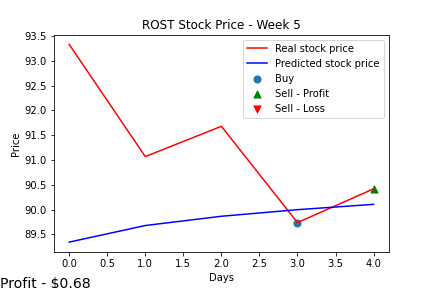 ROST Stock Price - Week 5
93.5
93.0
92.5
92.0
91.5
91.0
90.5
90.0
89.5
Price
Real stock price
Predicted stock price
Buy
Sell - Profit
Sell - Loss
0.0 0.5 1.0 1.5 2.0 2.5 3.0 3.5 4.0
Days
Profit - $0.68